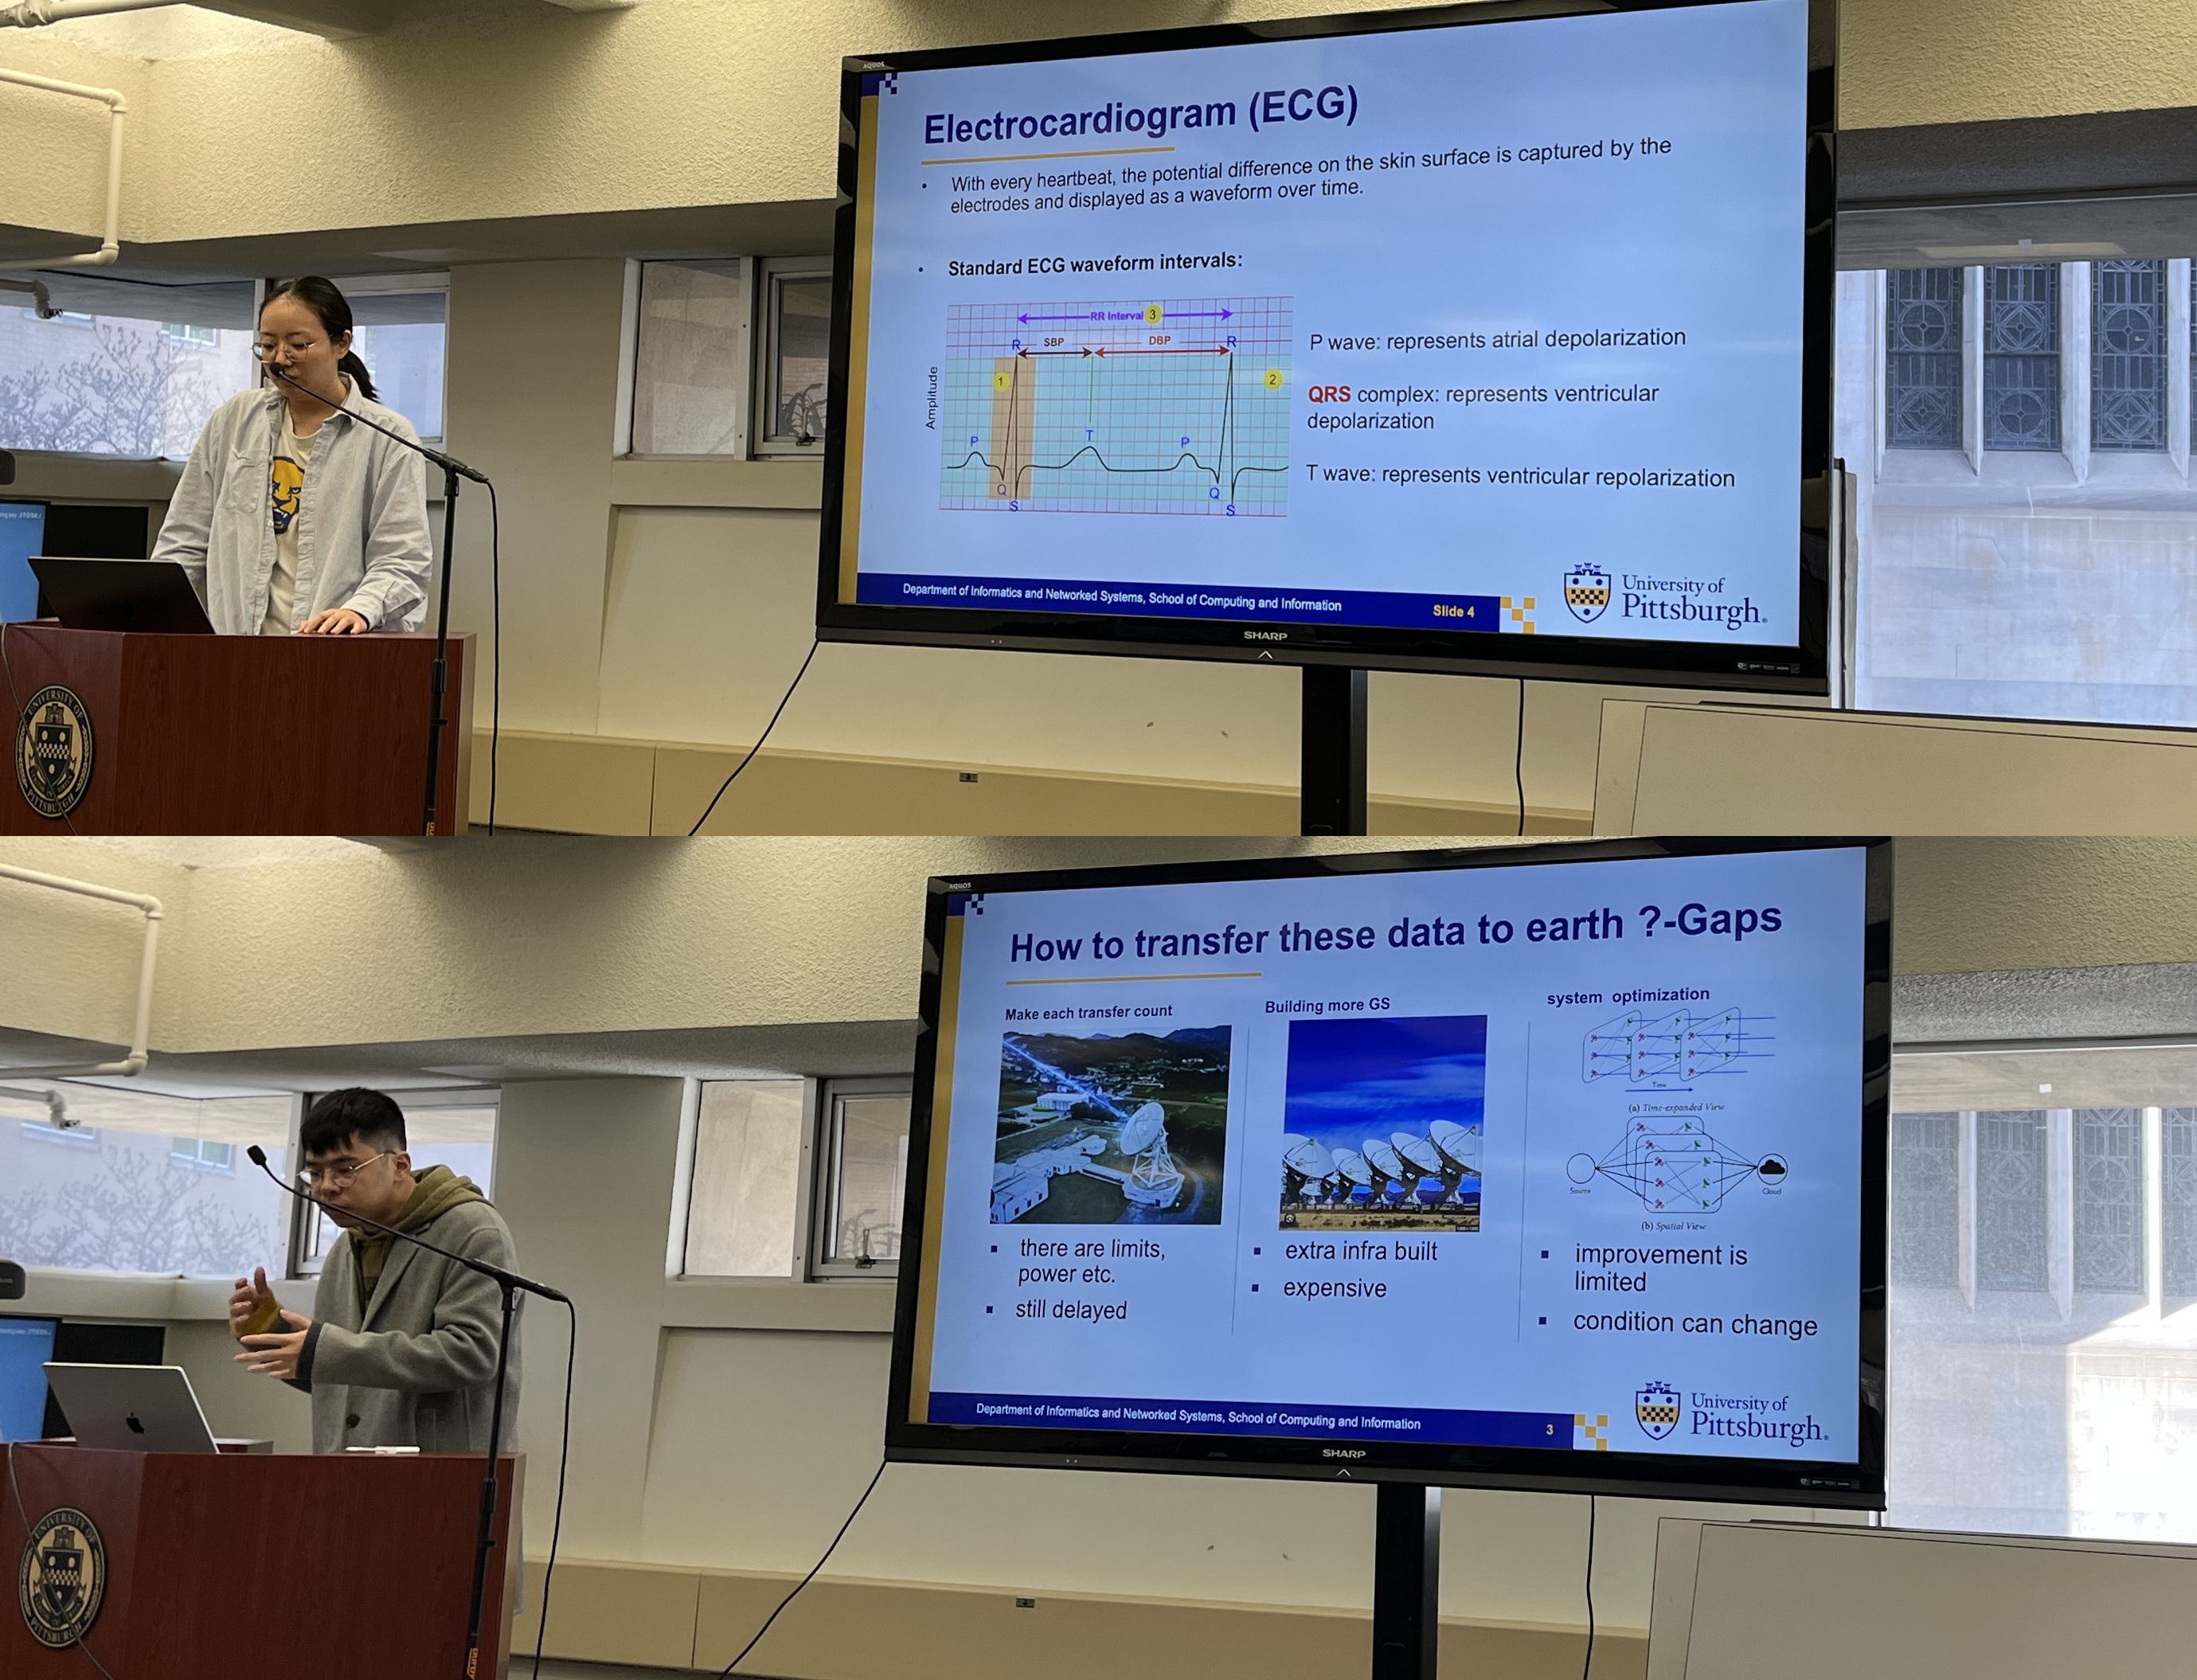 AQUOS
Electrocardiogram (ECG)
• With every heartbeat, the potential difference on the skin surface is captured by the
electrodes and displayed as a waveform over time.
• Standard ECG waveform intervals:
RR Interval 3
R SBP DBP R
1 2
Amplitude
P T P
Q Q
S S
P wave: represents atrial depolarization
QRS complex: represents ventricular
depolarization
T wave: represents ventricular repolarization
Department of Informatics and Networked Systems, School of Computing and Information
Slide 4
University of
Pittsburgh.
SHARP
UNIVERSITY OF
PITTSBURGH
AQUOS
How to transfer these data to earth ?-Gaps
Make each transfer count
▪ there are limits,
power etc.
▪ still delayed
Building more GS
▪ extra infra built
▪ expensive
system optimization
Time
(a) Time-expanded View
Source
Cloud
(b) Spatial View
▪ improvement is
limited
▪ condition can change
Department of Informatics and Networked Systems, School of Computing and Information
3
University of
Pittsburgh.
SHARP
UNIVERSITY OF
PITTSBURGH